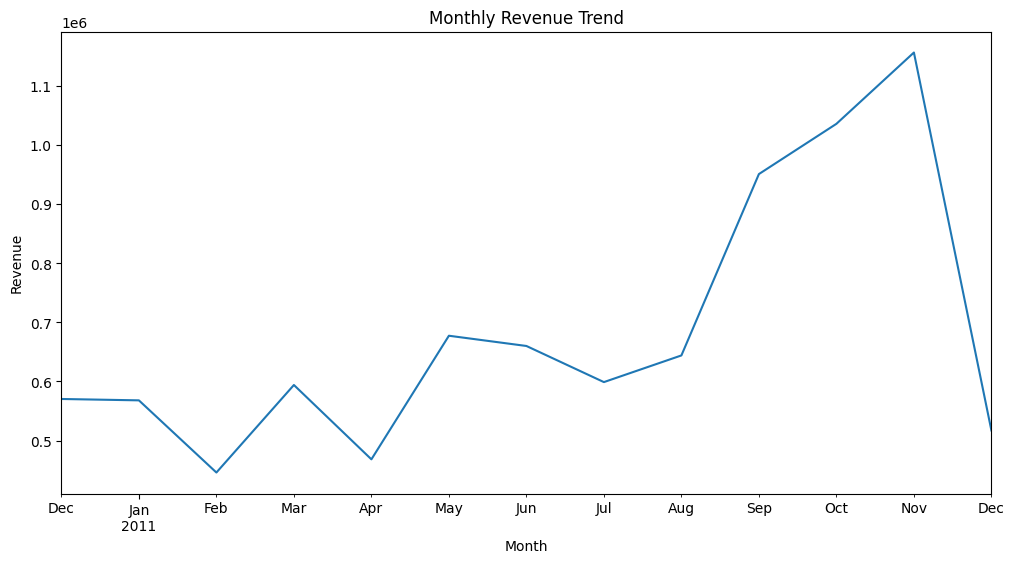 Monthly Revenue Trend
1e6
1.1
1.0
0.9
0.8
0.7
0.6
0.5
Revenue
Dec Jan Feb Mar Apr May Jun Jul Aug Sep Oct Nov Dec
2011
Month